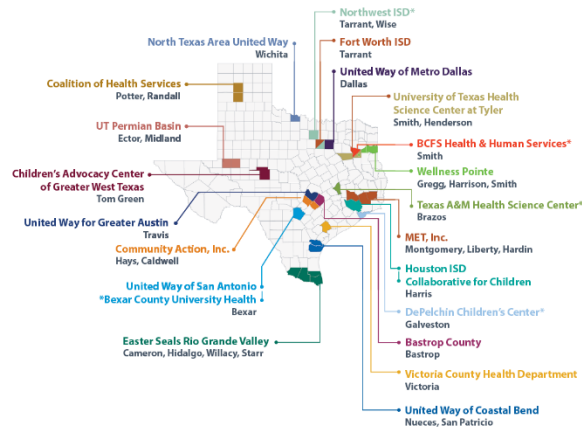 Northwest ISD*
Tarrant, Wise
North Texas Area United Way
Wichita
Fort Worth ISD
Tarrant
United Way of Metro Dallas
Dallas
Coalition of Health Services
Potter, Randall
University of Texas Health
Science Center at Tyler
Smith, Henderson
UT Permian Basin
Ector, Midland
BCFS Health & Human Services*
Smith
Wellness Pointe
Gregg, Harrison, Smith
Children's Advocacy Center
of Greater West Texas
Tom Green
Texas A&M Health Science Center*
Brazos
United Way for Greater Austin
Travis
MET, Inc.
Montgomery, Liberty, Hardin
Community Action, Inc.
Hays, Caldwell
Houston ISD
Collaborative for Children
Harris
United Way of San Antonio
*Bexar County University Health
Bexar
DePelchin Children's Center*
Galveston
Easter Seals Rio Grande Valley
Cameron, Hidalgo, Willacy, Starr
Bastrop County
Bastrop
Victoria County Health Department
Victoria
United Way of Coastal Bend
Nueces, San Patricio